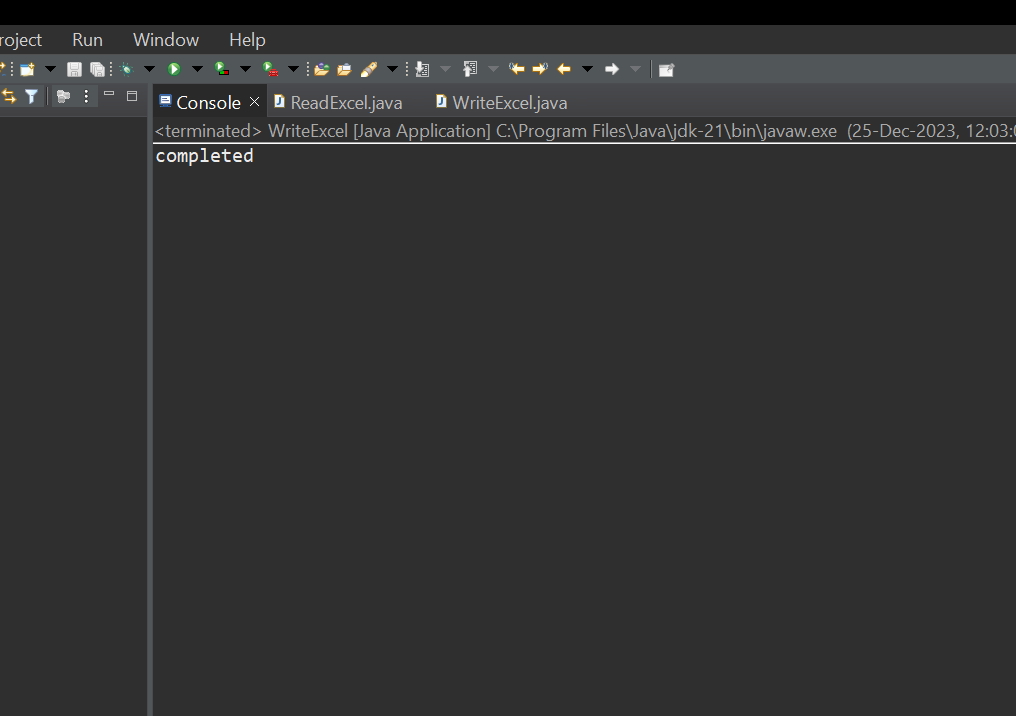 roject Run Window Help
Console ReadExcel.java WriteExcel.java
<terminated> WriteExcel [Java Application] C:\Program Files\Java\jdk-21\bin\javaw.exe (25-Dec-2023, 12:03:
completed